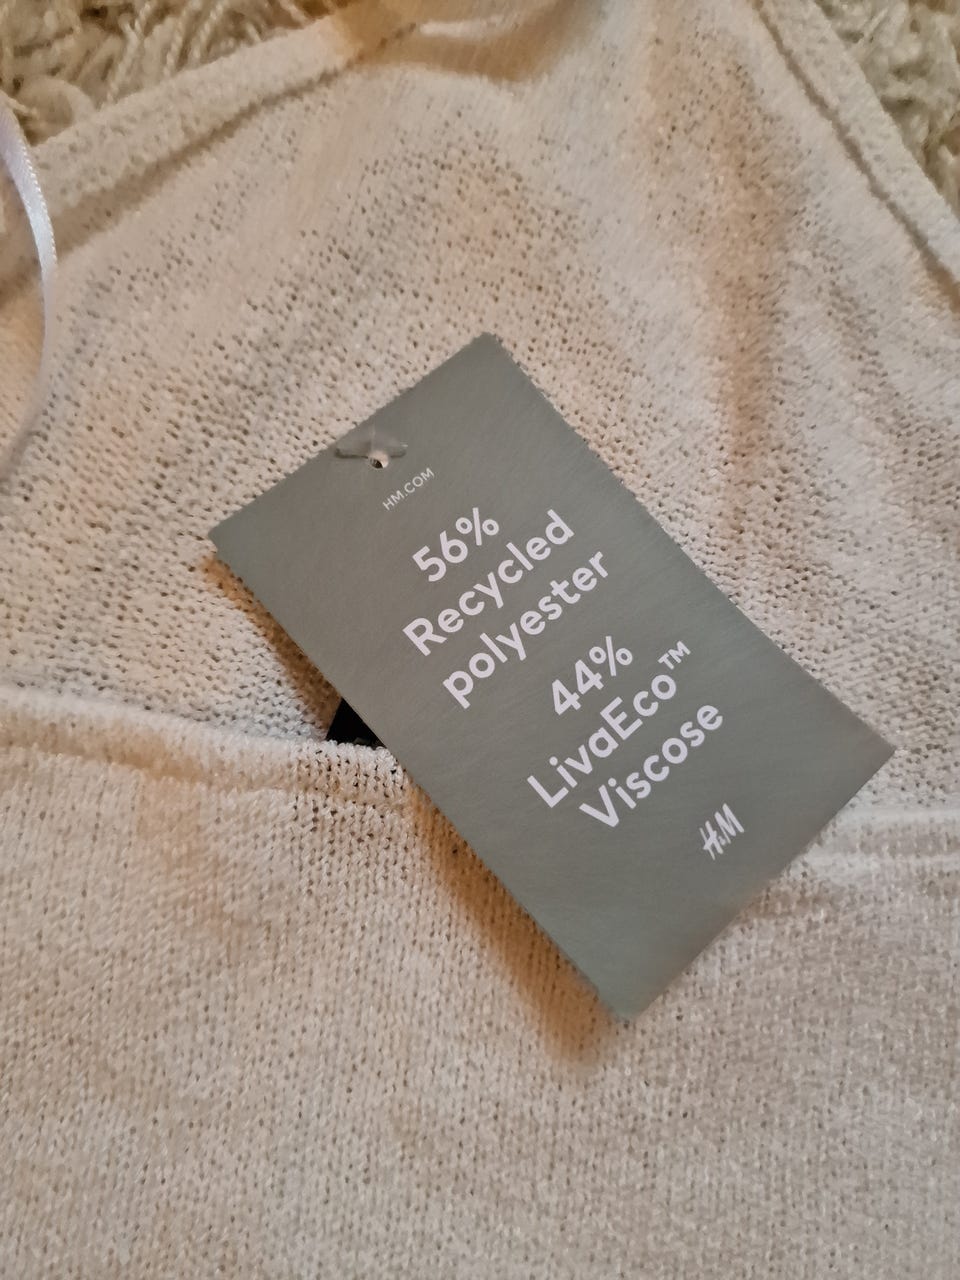 HM.COM
56%
Recycled
polyester
44%
LivaEco™
Viscose
H&M